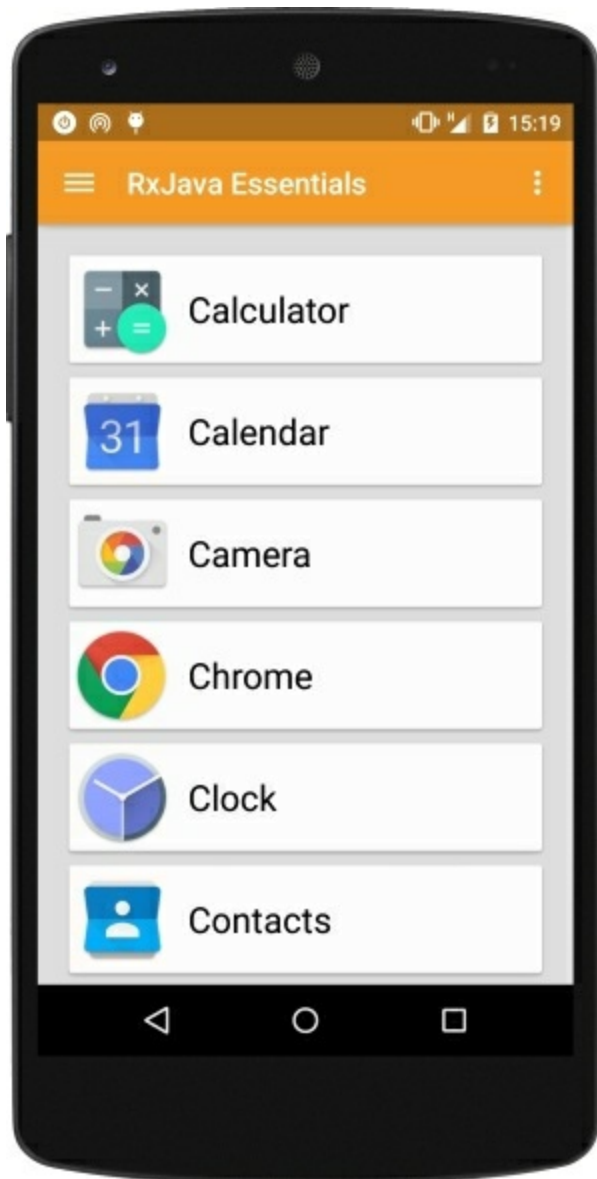 H
15:19
RxJava Essentials
Calculator
31
Calendar
Camera
Chrome
Clock
Contacts